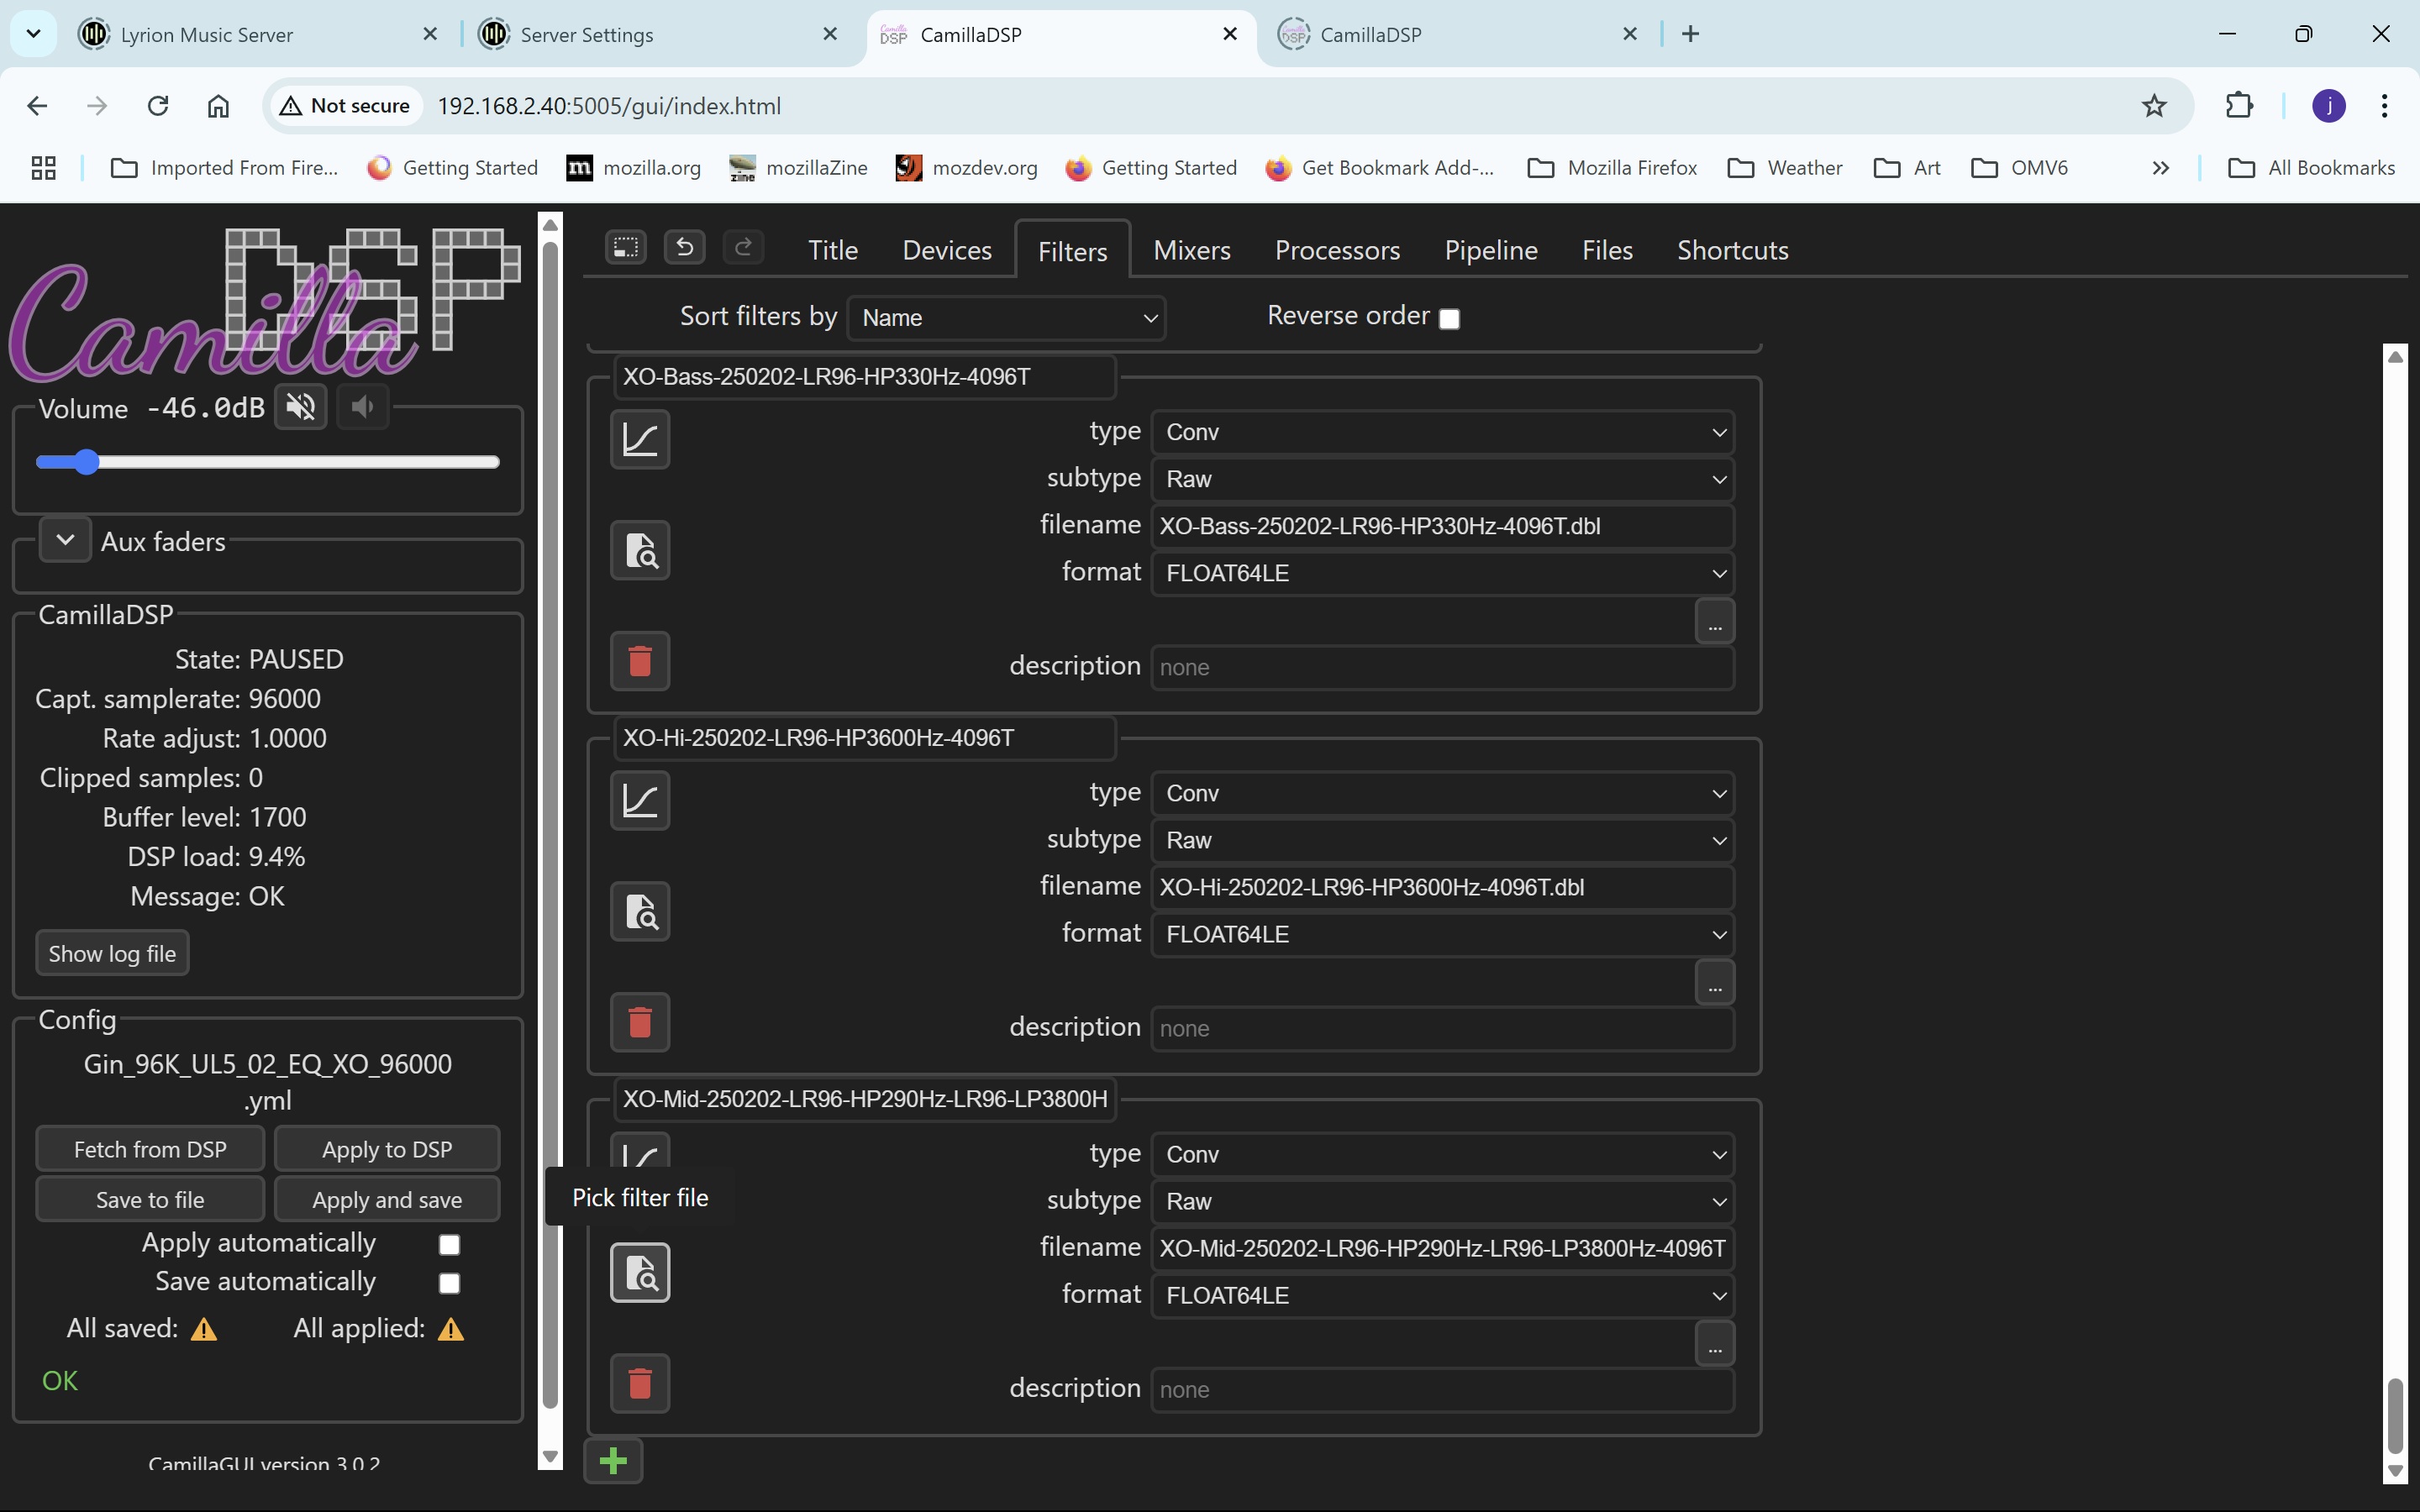 Lyrion Music Server
Server Settings
CamillaDSP
CamillaDSP
Not secure
192.168.2.40:5005/gui/index.html
j
Imported From Fire...
Getting Started
m mozilla.org
mozillaZine
mozdev.org
Getting Started
Get Bookmark Add-...
Mozilla Firefox
Weather
Art
OMV6
All Bookmarks
Camilla DSP
Volume -46.0dB
Aux faders
CamillaDSP
State: PAUSED
Capt. samplerate: 96000
Rate adjust: 1.0000
Clipped samples: 0
Buffer level: 1700
DSP load: 9.4%
Message: OK
Show log file
Config
Gin_96K_UL5_02_EQ_XO_96000
.yml
Fetch from DSP
Apply to DSP
Save to file
Apply and save
Apply automatically
Save automatically
All saved:
All applied:
OK
CamillaGUI version 3.0.2
Title
Devices
Filters
Mixers
Processors
Pipeline
Files
Shortcuts
Sort filters by Name
Reverse order
XO-Bass-250202-LR96-HP330Hz-4096T
type Conv
subtype Raw
filename XO-Bass-250202-LR96-HP330Hz-4096T.dbl
format FLOAT64LE
...
description none
XO-Hi-250202-LR96-HP3600Hz-4096T
type Conv
subtype Raw
filename XO-Hi-250202-LR96-HP3600Hz-4096T.dbl
format FLOAT64LE
...
description none
XO-Mid-250202-LR96-HP290Hz-LR96-LP3800H
type Conv
Pick filter file
subtype Raw
filename XO-Mid-250202-LR96-HP290Hz-LR96-LP3800Hz-4096T
format FLOAT64LE
...
description none